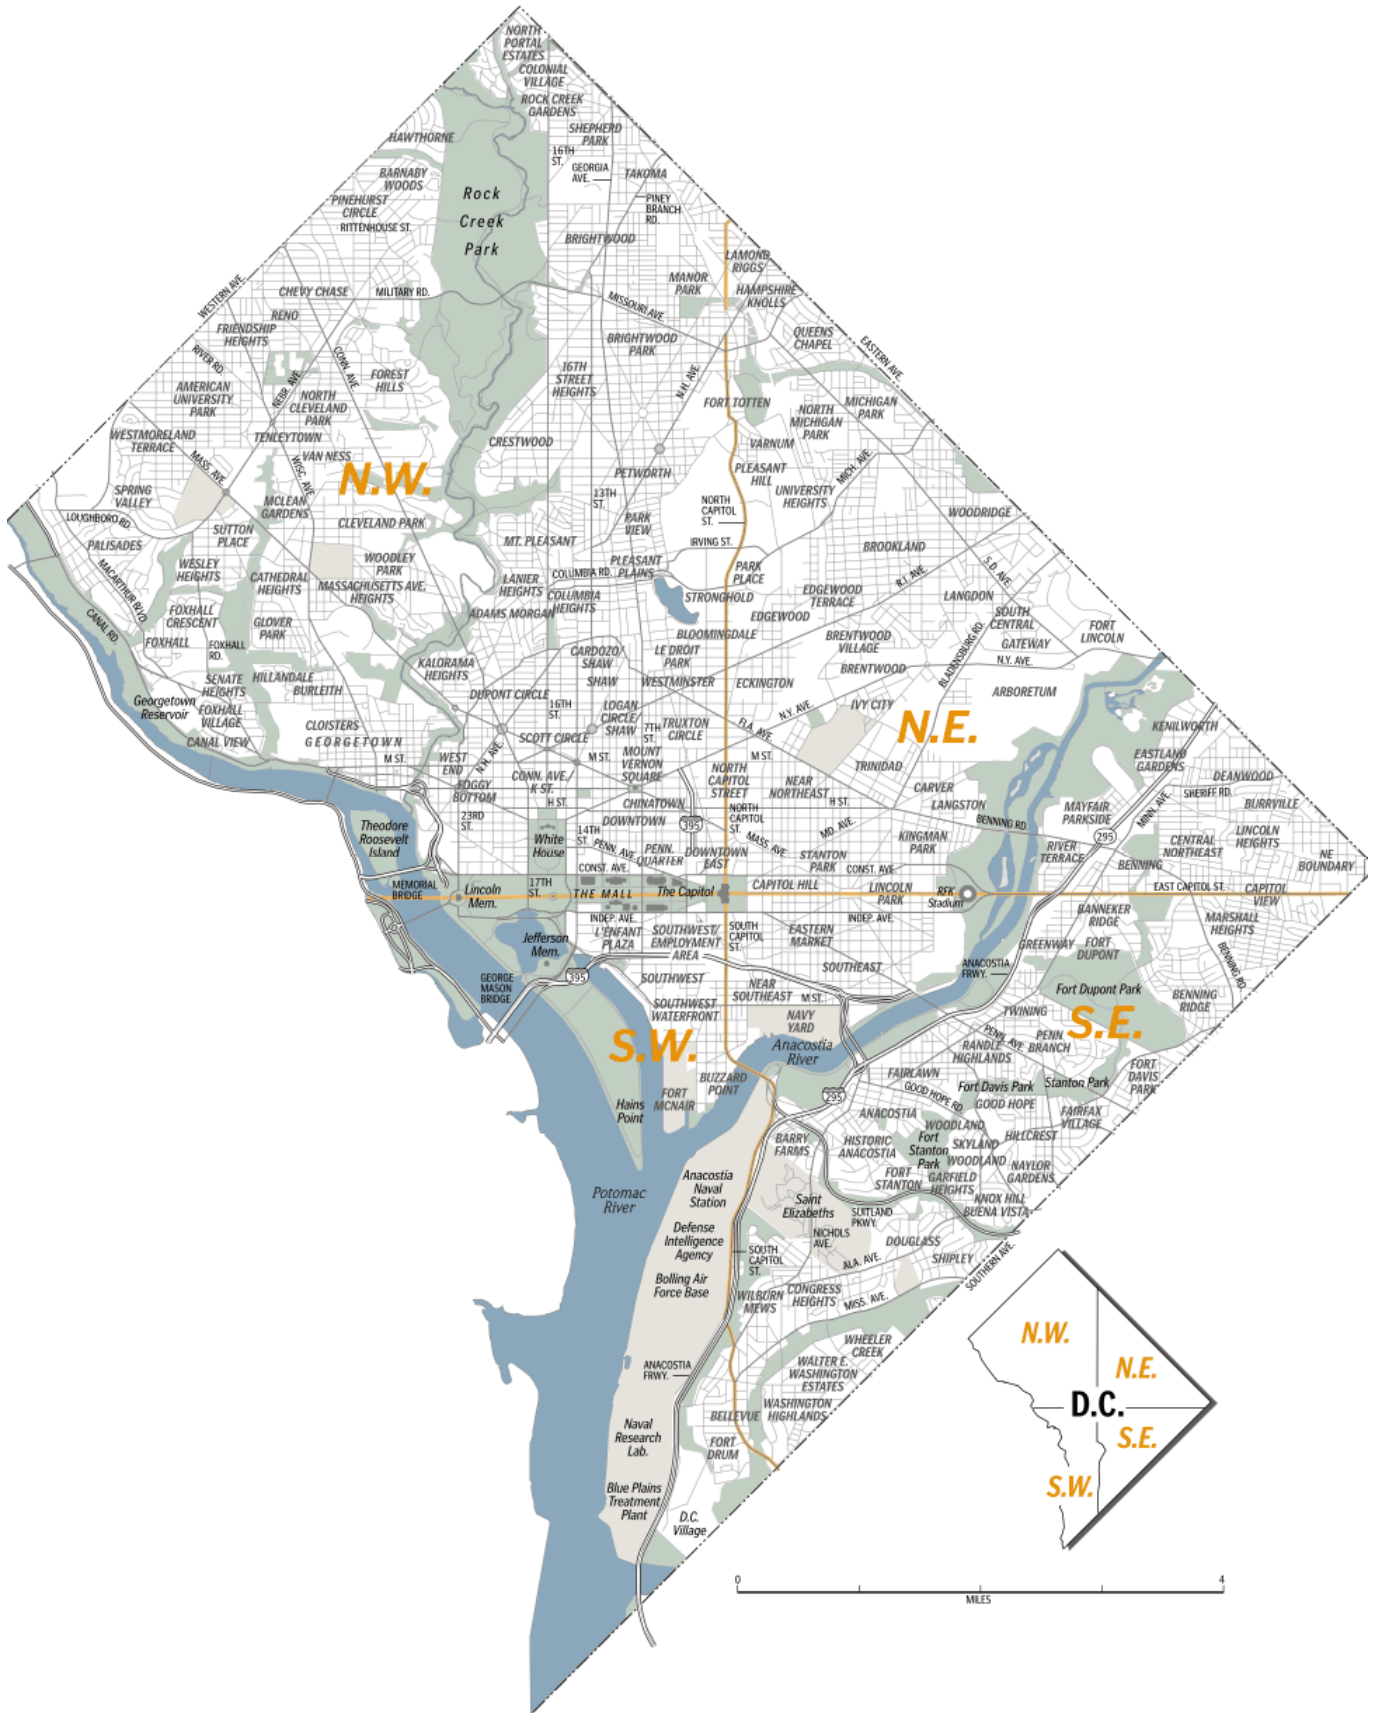 NORTH
PORTAL
ESTATES
COLONIAL
VILLAGE
ROCK CREEK
GARDENS
SHEPHERD
PARK
HAWTHORNE
16TH
ST.
GEORGIA
AVE.
TAKOMA
BARNABY
WOODS
Rock
Creek
Park
PINEY
BRANCH
RD.
PINEHURST
CIRCLE
RITTENHOUSE ST.
BRIGHTWOOD
LAMOND
RIGGS
MANOR
PARK
HAMPSHIRE
KNOLLS
WESTERN AVE.
CHEVY CHASE
MILITARY RD.
MISSOURI AVE.
RENO
FRIENDSHIP
HEIGHTS
BRIGHTWOOD
PARK
QUEENS
CHAPEL
EASTERN AVE.
RIVER RD.
CONN. AVE.
NEBR. AVE.
FOREST
HILLS
16TH
STREET
HEIGHTS
N.H. AVE.
AMERICAN
UNIVERSITY
PARK
NORTH
CLEVELAND
PARK
FORT TOTTEN
NORTH
MICHIGAN
PARK
MICHIGAN
PARK
WESTMORELAND
TERRACE
TENLEYTOWN
CRESTWOOD
VARNUM
VAN NESS
MASS. AVE.
WISC. AVE.
N.W.
PETWORTH
PLEASANT
HILL
MICH. AVE.
SPRING
VALLEY
MCLEAN
GARDENS
13TH
ST.
NORTH
CAPITOL
ST.
UNIVERSITY
HEIGHTS
LOUGHBORO RD.
CLEVELAND PARK
PARK
VIEW
WOODRIDGE
PALISADES
SUTTON
PLACE
MT. PLEASANT
IRVING ST.
BROOKLAND
WESLEY
HEIGHTS
WOODLEY
PARK
PLEASANT
PLAINS
COLUMBIA RD.
PARK
PLACE
S.D. AVE.
R.I. AVE.
MACARTHUR BLVD.
CATHEDRAL
HEIGHTS
MASSACHUSETTS AVE.
HEIGHTS
LANIER
HEIGHTS
COLUMBIA
HEIGHTS
STRONGHOLD
EDGEWOOD
TERRACE
LANGDON
CANAL RD.
FOXHALL
CRESCENT
ADAMS MORGAN
EDGEWOOD
SOUTH
CENTRAL
GLOVER
PARK
BLOOMINGDALE
BRENTWOOD
VILLAGE
BLADENSBURG RD.
GATEWAY
FORT
LINCOLN
FOXHALL
FOXHALL
RD.
CARDOZO/
SHAW
LE DROIT
PARK
N.Y. AVE.
KALORAMA
HEIGHTS
BRENTWOOD
SENATE
HEIGHTS
HILLANDALE
BURLEITH
SHAW
WESTMINSTER
ECKINGTON
ARBORETUM
DUPONT CIRCLE
Georgetown
Reservoir
FOXHALL
VILLAGE
16TH
ST.
LOGAN
CIRCLE/
SHAW
7TH
ST.
TRUXTON
CIRCLE
FLA. AVE.
N.Y. AVE.
IVY CITY
N.E.
CLOISTERS
SCOTT CIRCLE
KENILWORTH
CANAL VIEW
GEORGETOWN
M ST.
WEST
END
N.H. AVE.
M ST.
MOUNT
VERNON
SQUARE
M ST.
NORTH
CAPITOL
STREET
TRINIDAD
EASTLAND
GARDENS
CONN. AVE./
K ST.
FOGGY
BOTTOM
NEAR
NORTHEAST
CARVER
DEANWOOD
SHERIFF RD.
H ST.
CHINATOWN
H ST.
LANGSTON
MAYFAIR
PARKSIDE
MINN. AVE.
BURRVILLE
23RD
ST.
DOWNTOWN
395
NORTH
CAPITOL
ST.
MD. AVE.
BENNING RD.
Theodore
Roosevelt
Island
White
House
14TH
ST.
PENN. AVE.
MASS. AVE.
KINGMAN
PARK
295
LINCOLN
HEIGHTS
PENN.
QUARTER
DOWNTOWN
EAST
STANTON
PARK
RIVER
TERRACE
CENTRAL
NORTHEAST
NE
BOUNDARY
CONST. AVE.
CONST. AVE.
BENNING
MEMORIAL
BRIDGE
Lincoln
Mem.
17TH
ST.
THE MALL
The Capitol
CAPITOL HILL
LINCOLN
PARK
RFK
Stadium
EAST CAPITOL ST.
CAPITOL
VIEW
INDEP. AVE.
INDEP. AVE.
BANNEKER
RIDGE
MARSHALL
HEIGHTS
Jefferson
Mem.
L'ENFANT
PLAZA
SOUTHWEST/
EMPLOYMENT
AREA
SOUTH
CAPITOL
ST.
EASTERN
MARKET
GREENWAY
FORT
DUPONT
BENNING RD.
GEORGE
MASON
BRIDGE
395
SOUTHWEST
SOUTHEAST
ANACOSTIA
FRWY.
NEAR
SOUTHEAST
M ST.
Fort Dupont Park
BENNING
RIDGE
SOUTHWEST
WATERFRONT
NAVY
YARD
TWINING
S.E.
S.W.
Anacostia
River
PENN. AVE.
PENN
BRANCH
RANDLE
HIGHLANDS
FORT
DAVIS
PARK
BUZZARD
POINT
FAIRLAWN
Fort Davis Park
Stanton Park
FORT
MCNAIR
295
GOOD HOPE RD.
GOOD HOPE
Hains
Point
ANACOSTIA
FAIRFAX
VILLAGE
WOODLAND
BARRY
FARMS
HISTORIC
ANACOSTIA
Fort
Stanton
Park
SKYLAND
HILLCREST
WOODLAND
NAYLOR
GARDENS
FORT
STANTON
GARFIELD
HEIGHTS
Anacostia
Naval
Station
Potomac
River
Saint
Elizabeths
KNOX HILL
BUENA VISTA
SUITLAND
PKWY.
Defense
Intelligence
Agency
NICHOLS
AVE.
DOUGLASS
SOUTH
CAPITOL
ST.
ALA. AVE.
SHIPLEY
SOUTHERN AVE.
Bolling Air
Force Base
WILBURN
MEWS
CONGRESS
HEIGHTS
MISS. AVE.
WHEELER
CREEK
ANACOSTIA
FRWY.
WALTER E.
WASHINGTON
ESTATES
BELLEVUE
WASHINGTON
HIGHLANDS
Naval
Research
Lab.
FORT
DRUM
Blue Plains
Treatment
Plant
D.C.
Village
N.W.
N.E.
D.C.
S.E.
S.W.
0
4
MILES